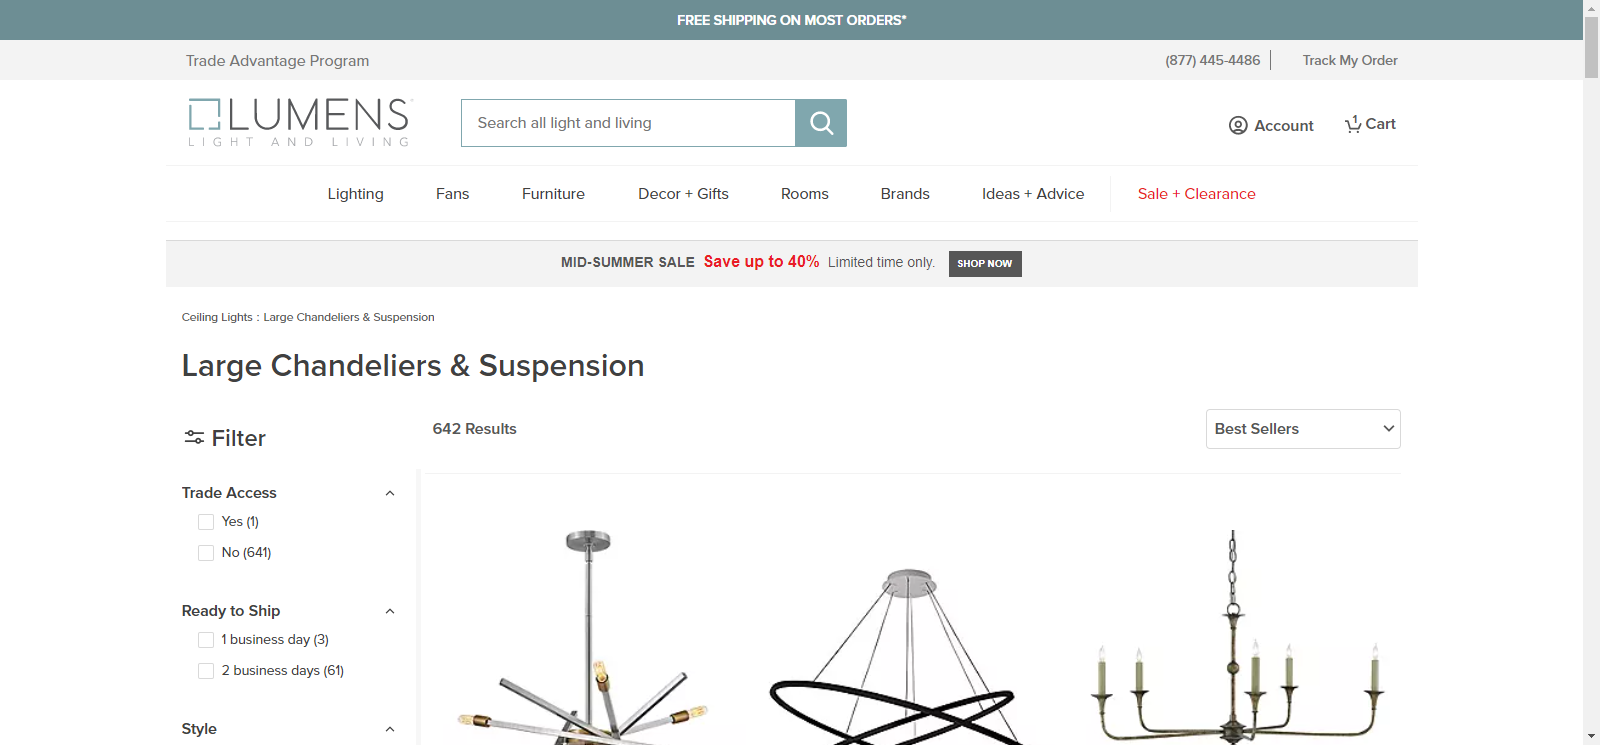 FREE SHIPPING ON MOST ORDERS*
Trade Advantage Program
(877) 445-4486
Track My Order
LUMENS
LIGHT AND LIVING
Search all light and living
Account
1
Cart
Lighting
Fans
Furniture
Decor + Gifts
Rooms
Brands
Ideas + Advice
Sale + Clearance
MID-SUMMER SALE Save up to 40% Limited time only. SHOP NOW
Ceiling Lights : Large Chandeliers & Suspension
Large Chandeliers & Suspension
Filter
642 Results
Best Sellers
Trade Access
Yes (1)
No (641)
Ready to Ship
1 business day (3)
2 business days (61)
Style